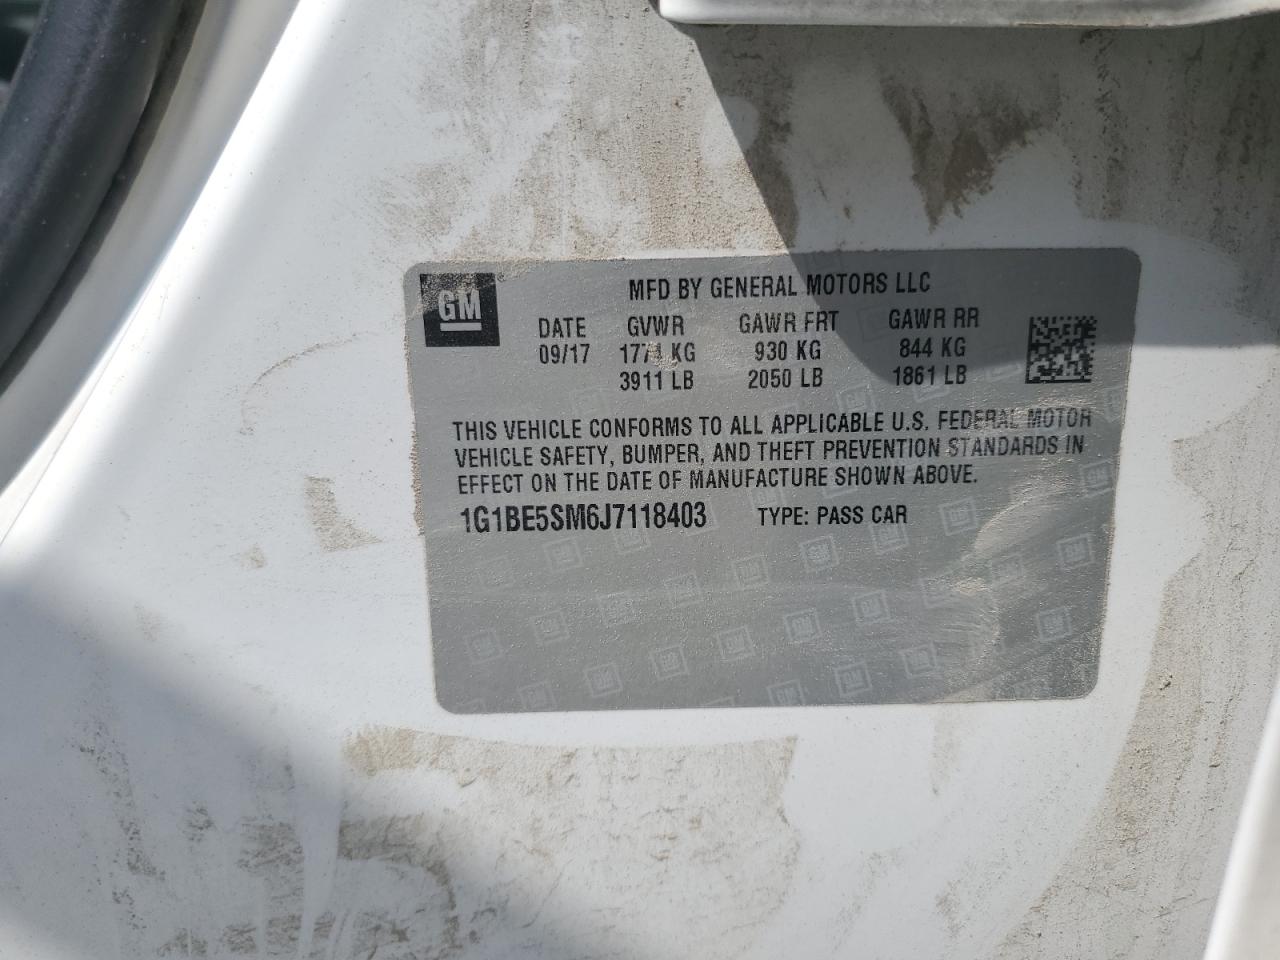 GM
MFD BY GENERAL MOTORS LLC
DATE GVWR GAWR FRT GAWR RR
09/17 1774 KG 930 KG 844 KG
3911 LB 2050 LB 1861 LB
THIS VEHICLE CONFORMS TO ALL APPLICABLE U.S. FEDERAL MOTOR
VEHICLE SAFETY, BUMPER, AND THEFT PREVENTION STANDARDS IN
EFFECT ON THE DATE OF MANUFACTURE SHOWN ABOVE.
1G1BE5SM6J7118403 TYPE: PASS CAR